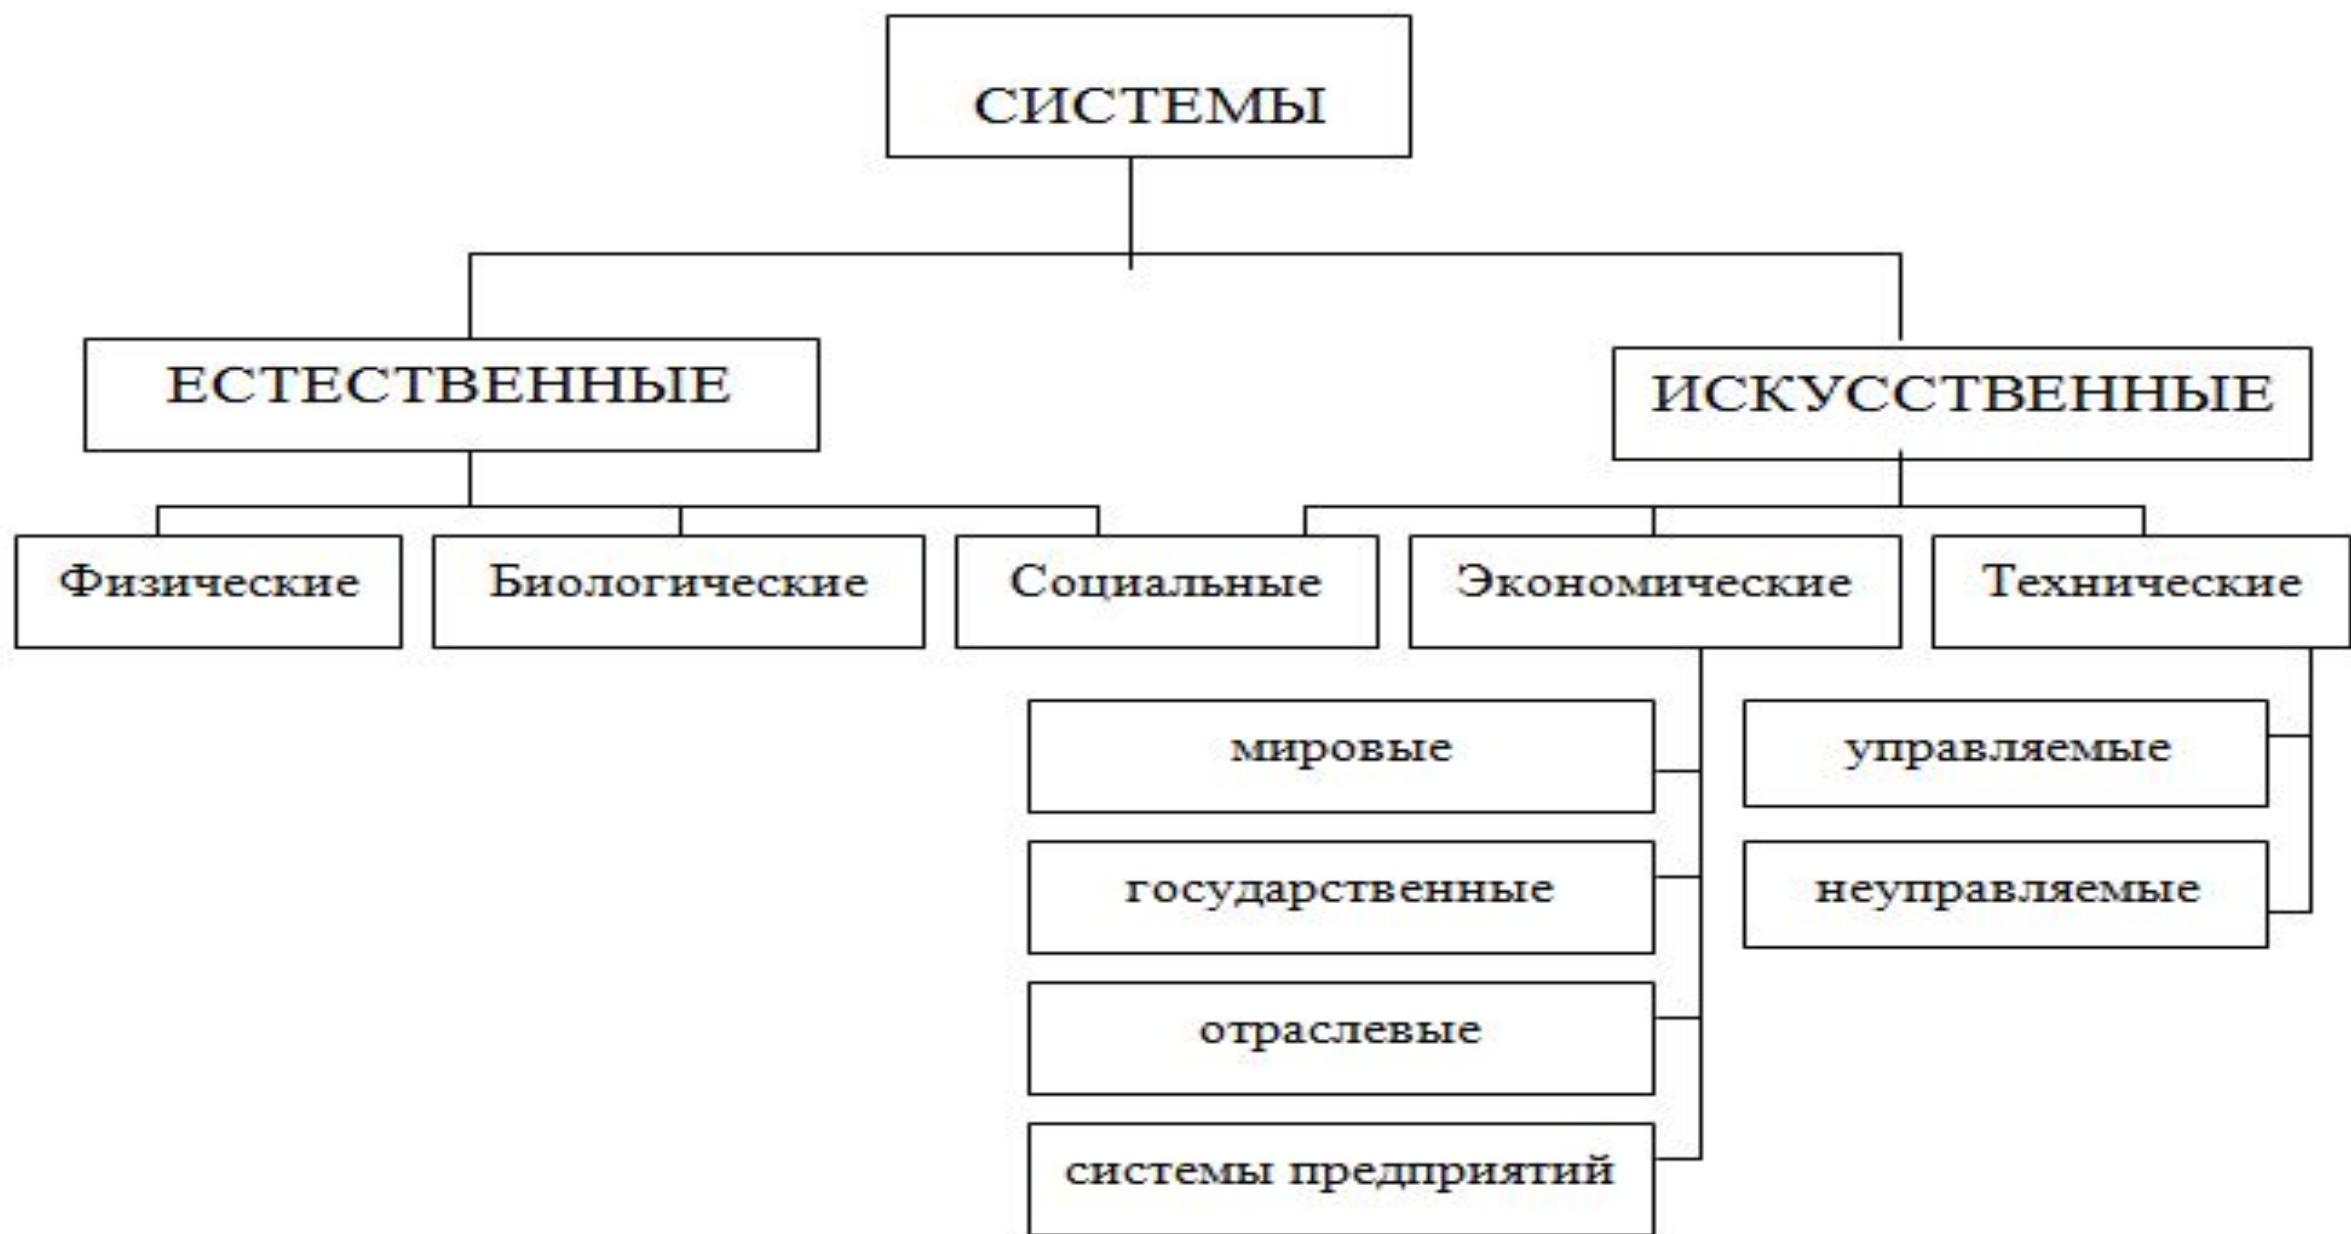 СИСТЕМЫ
ЕСТЕСТВЕННЫЕ
ИСКУССТВЕННЫЕ
Физические
Биологические
Социальные
Экономические
Технические
мировые
управляемые
государственные
неуправляемые
отраслевые
системы предприятий